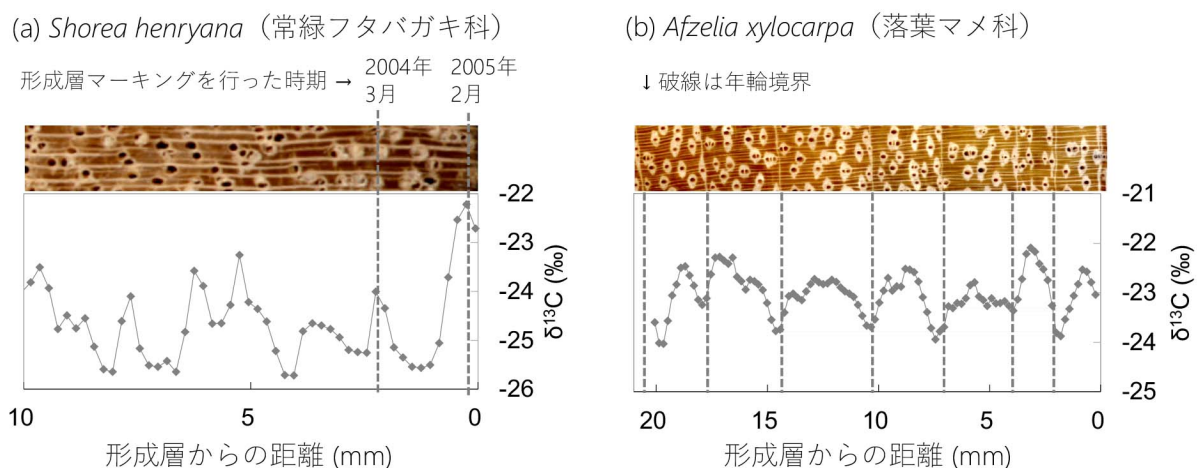 (a) Shorea henryana（常緑フタバガキ科）
形成層マーキングを行った時期 →
2004年
3月
2005年
2月
-22
-23
-24
-25
-26
δ¹³C (‰)
10
5
0
形成層からの距離 (mm)
(b) Afzelia xylocarpa（落葉マメ科）
↓破線は年輪境界
-21
-22
-23
-24
-25
δ¹³C (‰)
20
15
10
5
0
形成層からの距離 (mm)